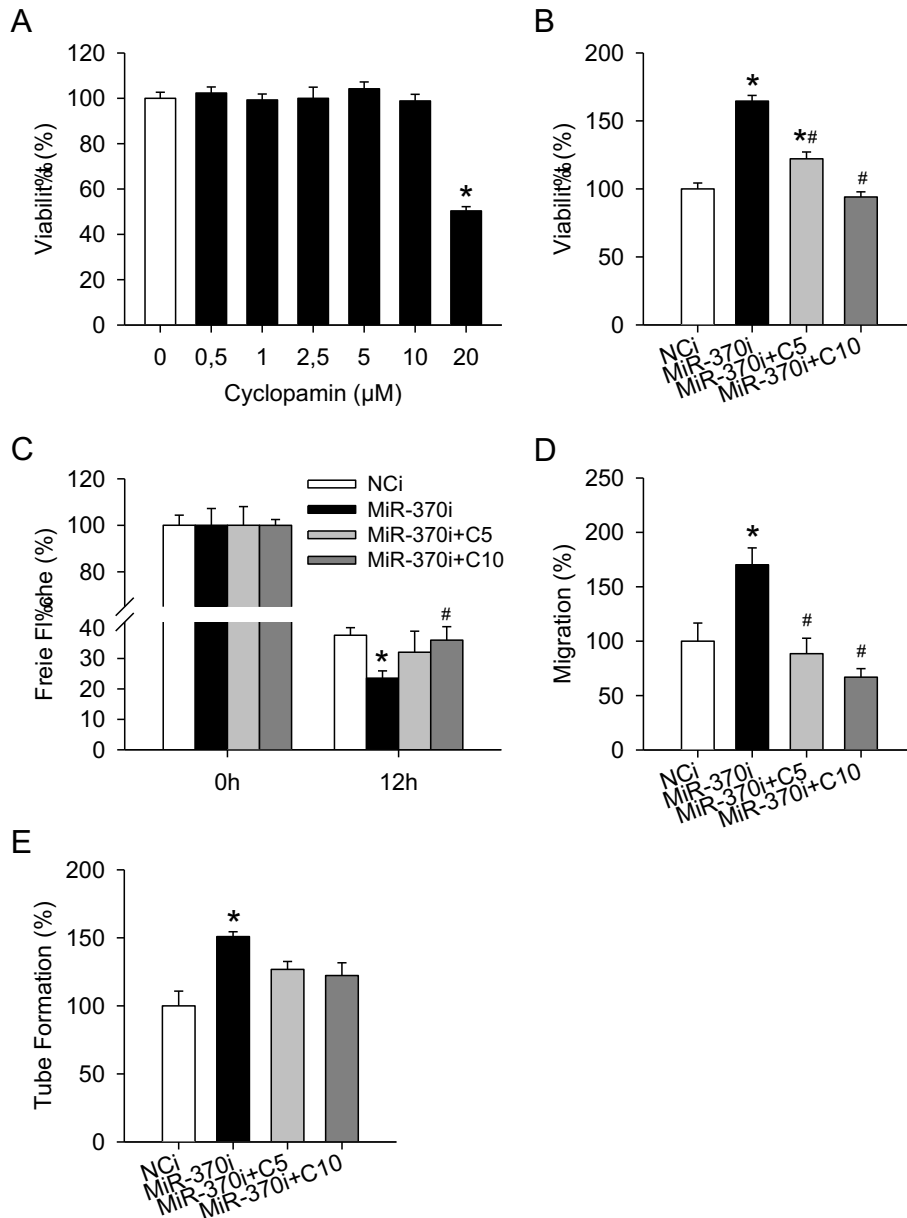 A
120
100
80
60
40
20
0
Viabilit‰t (%)
*
0 0,5 1 2,5 5 10 20
Cyclopamin (µM)
B
200
150
100
50
0
Viabilit‰t (%)
*
*#
#
NCi
MiR-370i
MiR-370i+C5
MiR-370i+C10
C
120
100
80
40
30
20
10
0
Freie Fl‰che (%)
NCi
MiR-370i
MiR-370i+C5
MiR-370i+C10
*
#
0h 12h
D
250
200
150
100
50
0
Migration (%)
*
#
#
NCi
MiR-370i
MiR-370i+C5
MiR-370i+C10
E
200
150
100
50
0
Tube Formation (%)
*
NCi
MiR-370i
MiR-370i+C5
MiR-370i+C10